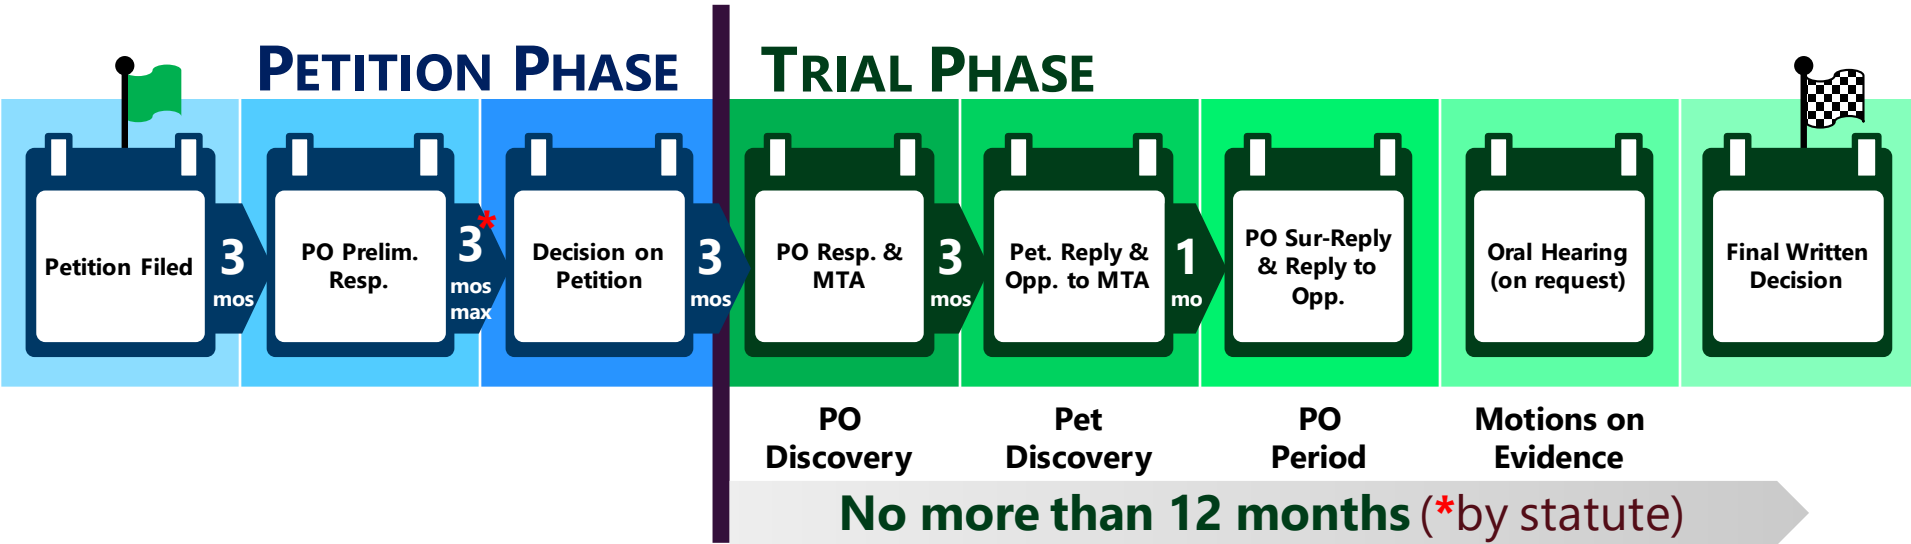 PETITION PHASE
TRIAL PHASE
Petition Filed
3
mos
PO Prelim.
Resp.
3*
mos
max
Decision on
Petition
3
mos
PO Resp. &
MTA
3
mos
Pet. Reply &
Opp. to MTA
1
mo
PO Sur-Reply
& Reply to
Opp.
Oral Hearing
(on request)
Final Written
Decision
PO
Discovery
Pet
Discovery
PO
Period
Motions on
Evidence
No more than 12 months (*by statute)